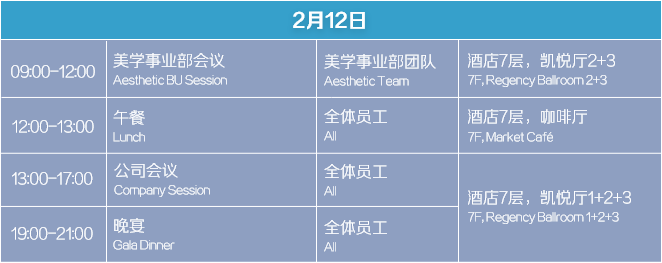 2月12日
09:00-12:00
美学事业部会议
Aesthetic BU Session
美学事业部团队
Aesthetic Team
酒店7层，凯悦厅2+3
7F, Regency Ballroom 2+3
12:00-13:00
午餐
Lunch
全体员工
All
酒店7层，咖啡厅
7F, Market Café
13:00-17:00
公司会议
Company Session
全体员工
All
酒店7层，凯悦厅1+2+3
7F, Regency Ballroom 1+2+3
19:00-21:00
晚宴
Gala Dinner
全体员工
All